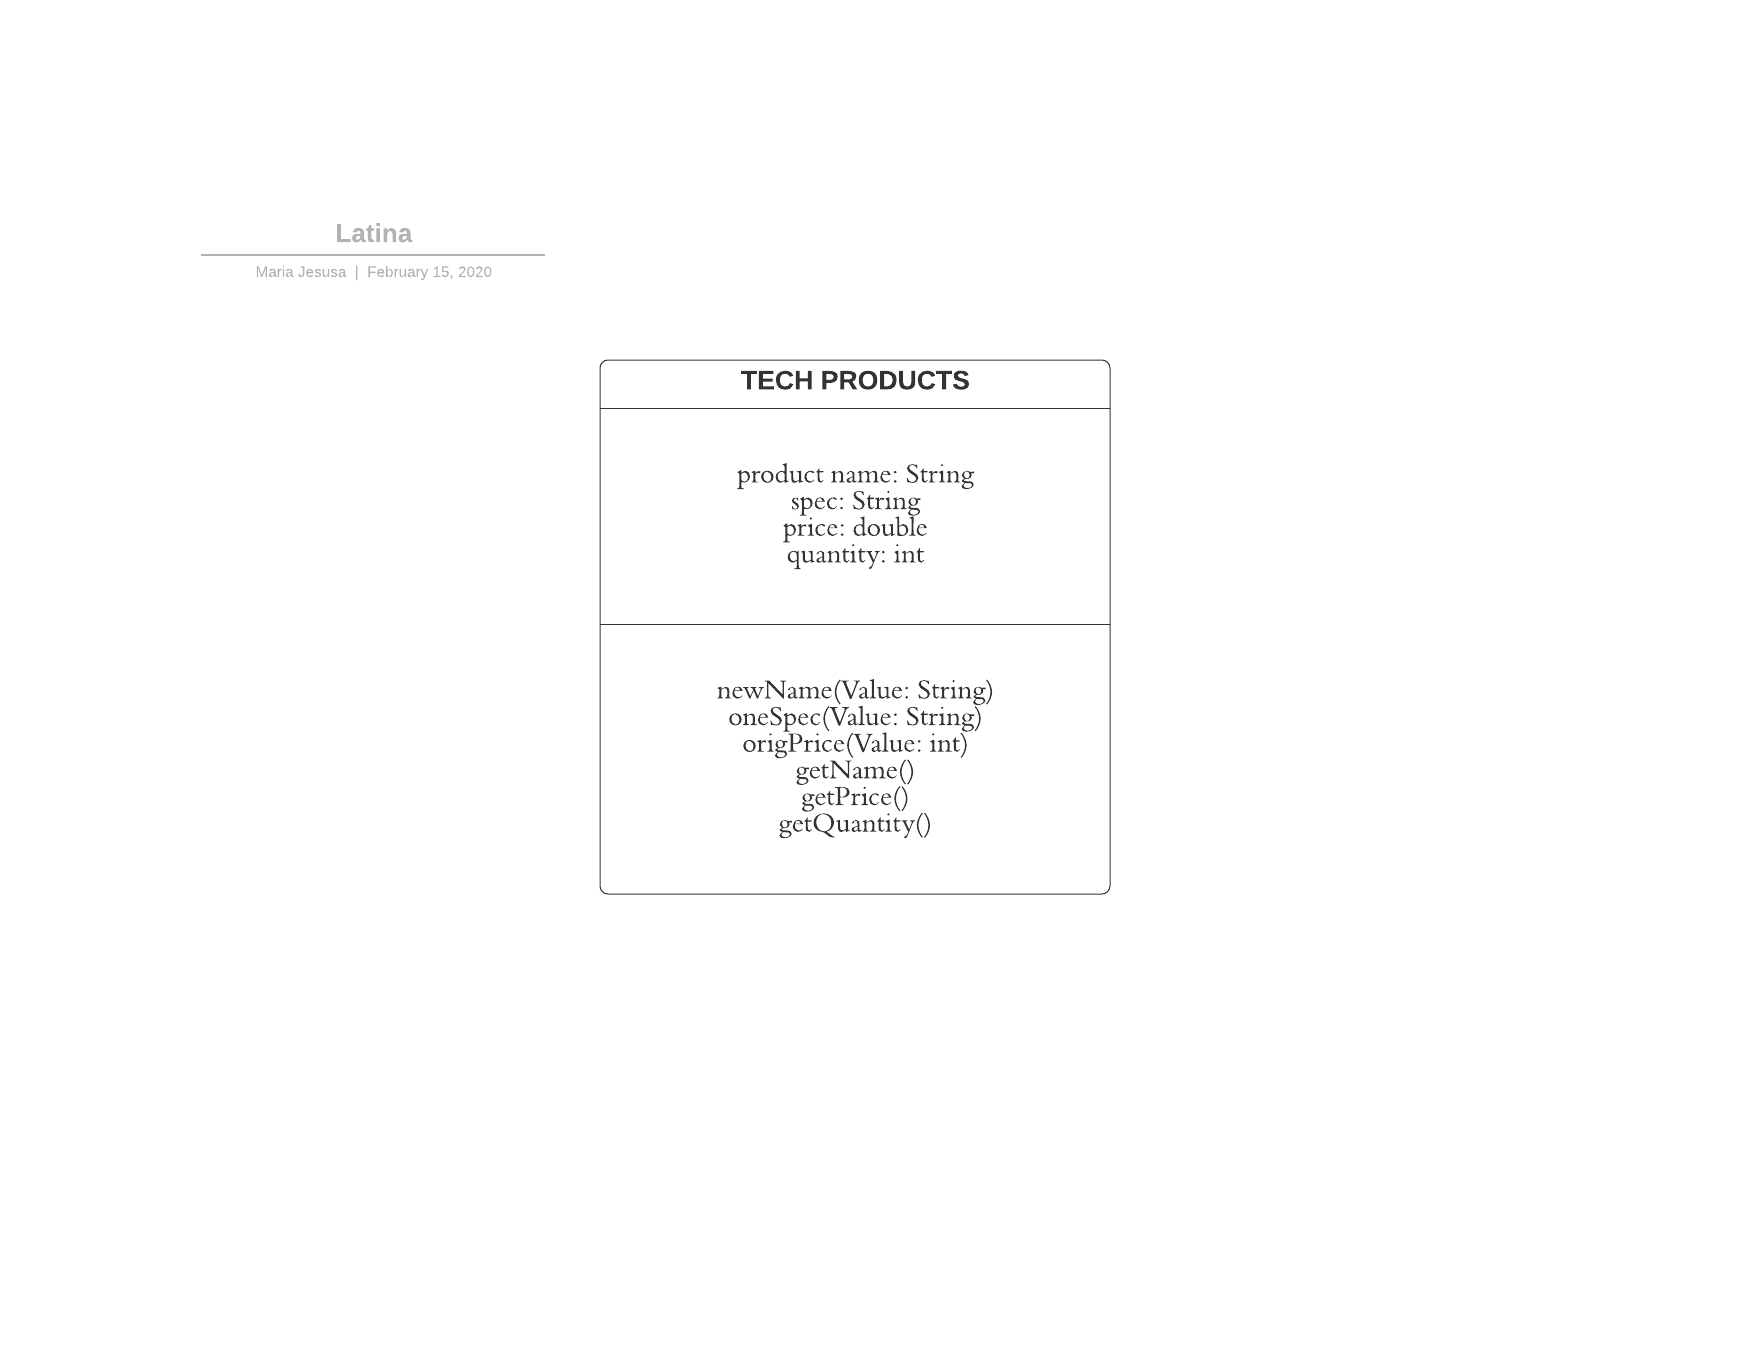 Latina
Maria Jesusa | February 15, 2020
TECH PRODUCTS
product name: String
spec: String
price: double
quantity: int
newName(Value: String)
oneSpec(Value: String)
origPrice(Value: int)
getName()
getPrice()
getQuantity()